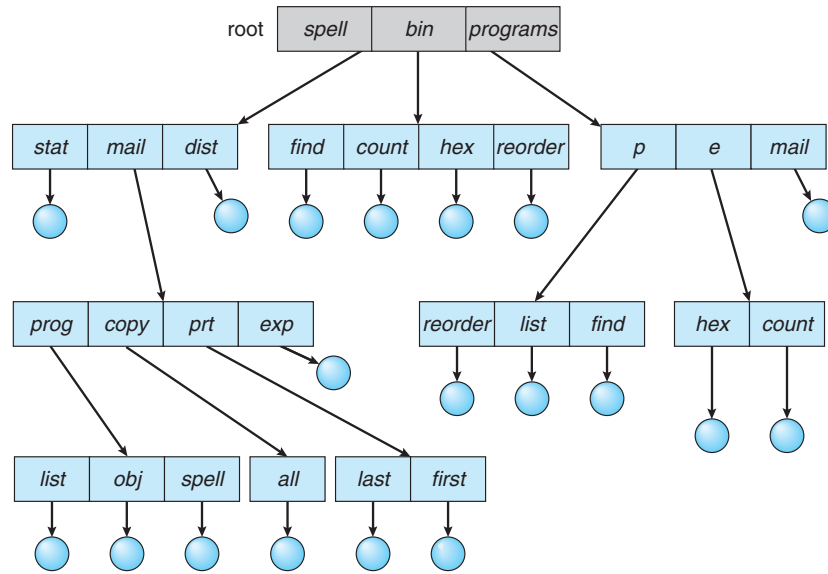 root spell bin programs
stat mail dist find count hex reorder p e mail
prog copy prt exp reorder list find hex count
list obj spell all last first